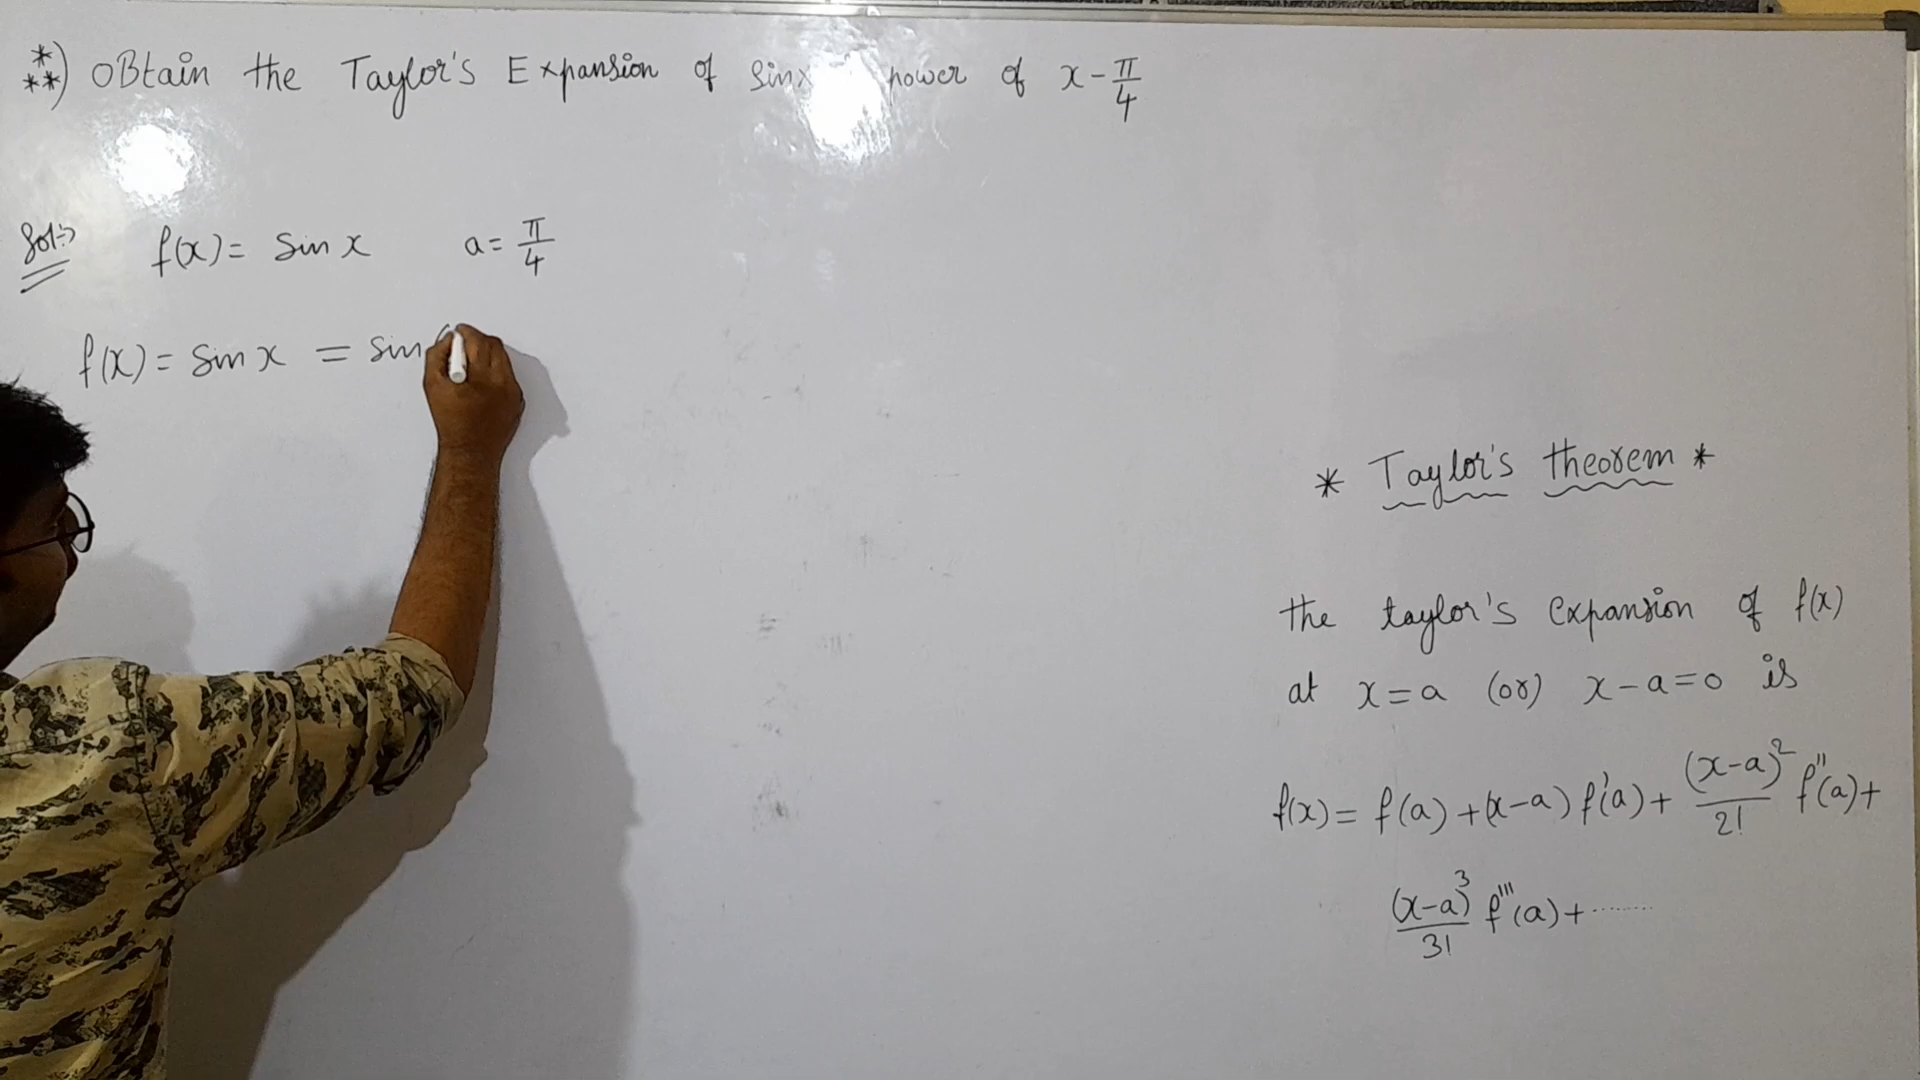 *
**) OBtain the Taylor's Expansion of sinx power of x - π/4
Sol:- f(x) = sin x a = π/4
f(x) = sin x = sin (
* Taylor's theorem *
the taylor's expansion of f(x)
at x = a (or) x - a = 0 is
f(x) = f(a) + (x-a) f'(a) + (x-a)²/2! f''(a) +
(x-a)³/3! f'''(a) + ........